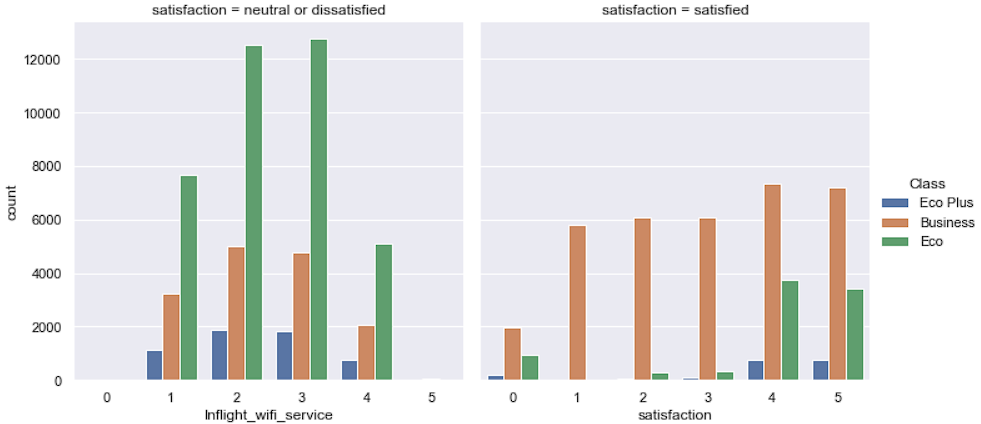 satisfaction = neutral or dissatisfied
satisfaction = satisfied
12000
10000
8000
6000
4000
2000
0
count
0 1 2 3 4 5
Inflight_wifi_service
0 1 2 3 4 5
satisfaction
Class
Eco Plus
Business
Eco